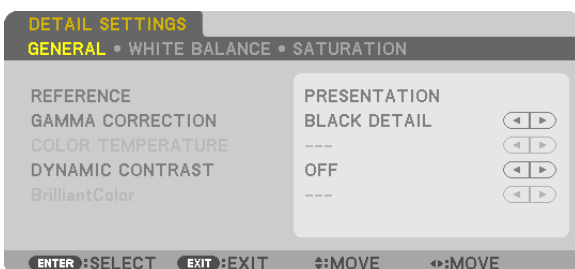 DETAIL SETTINGS
GENERAL • WHITE BALANCE • SATURATION
REFERENCE PRESENTATION
GAMMA CORRECTION BLACK DETAIL
COLOR TEMPERATURE ---
DYNAMIC CONTRAST OFF
BrilliantColor ---
ENTER :SELECT EXIT :EXIT :MOVE :MOVE